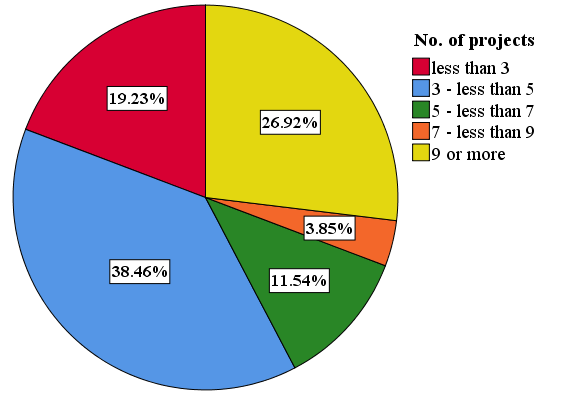 No. of projects
less than 3
3 - less than 5
5 - less than 7
7 - less than 9
9 or more
19.23%
26.92%
3.85%
11.54%
38.46%